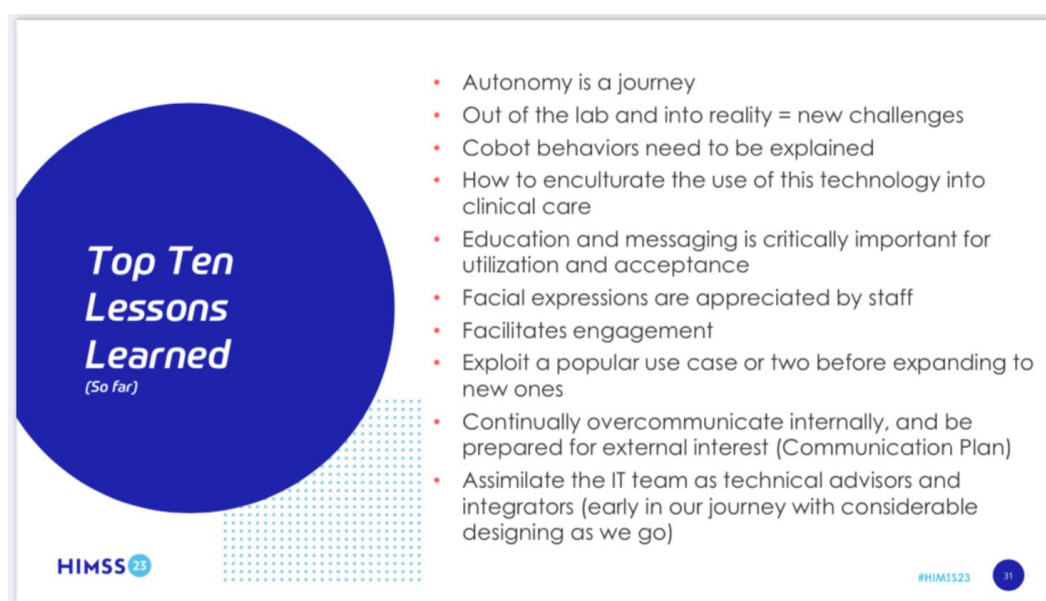 Top Ten
Lessons
Learned
(So far)
• Autonomy is a journey
• Out of the lab and into reality = new challenges
• Cobot behaviors need to be explained
• How to enculturate the use of this technology into
clinical care
• Education and messaging is critically important for
utilization and acceptance
• Facial expressions are appreciated by staff
• Facilitates engagement
• Exploit a popular use case or two before expanding to
new ones
• Continually overcommunicate internally, and be
prepared for external interest (Communication Plan)
• Assimilate the IT team as technical advisors and
integrators (early in our journey with considerable
designing as we go)
HIMSS 23
#HIMSS23
31